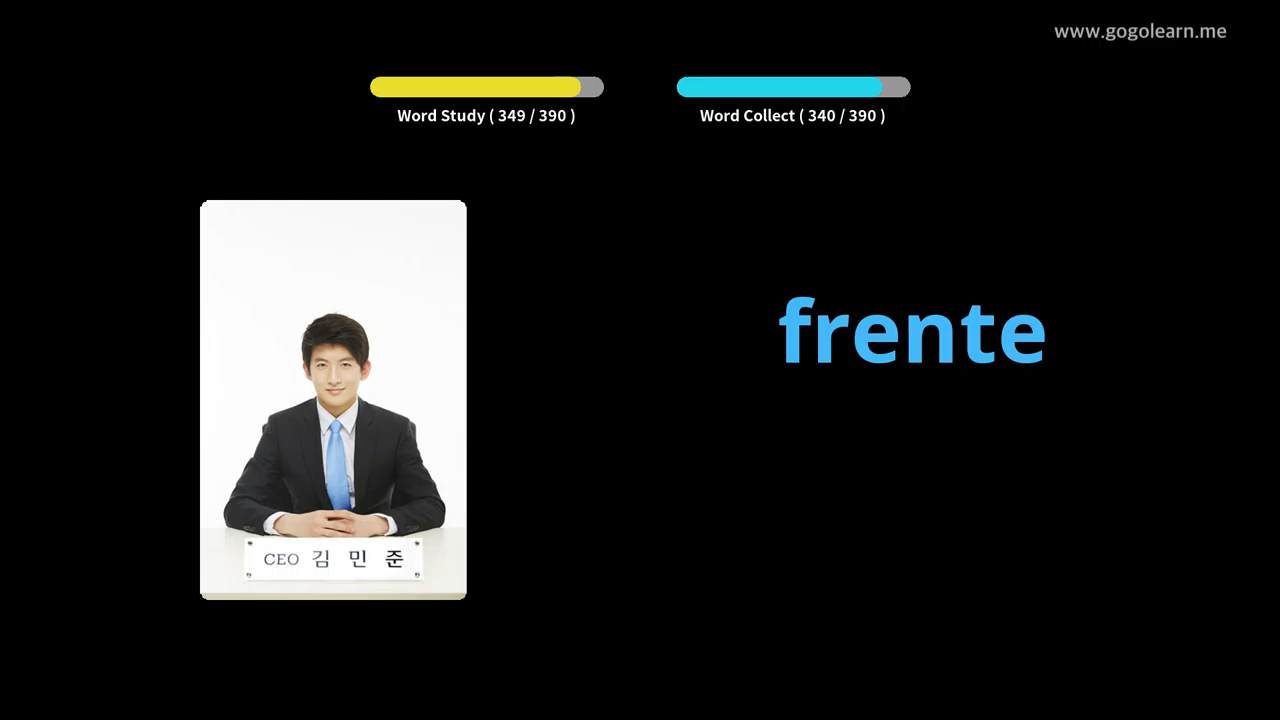 www.gogolearn.me
Word Study ( 349 / 390 )
Word Collect ( 340 / 390 )
frente
CEO 김 민 준